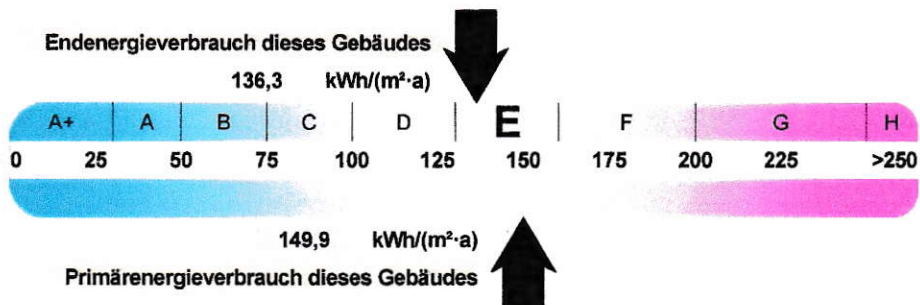 Endenergieverbrauch dieses Gebäudes
136,3 kWh/(m²·a)
A+ A B C D E F G H
0 25 50 75 100 125 150 175 200 225 >250
149,9 kWh/(m²·a)
Primärenergieverbrauch dieses Gebäudes